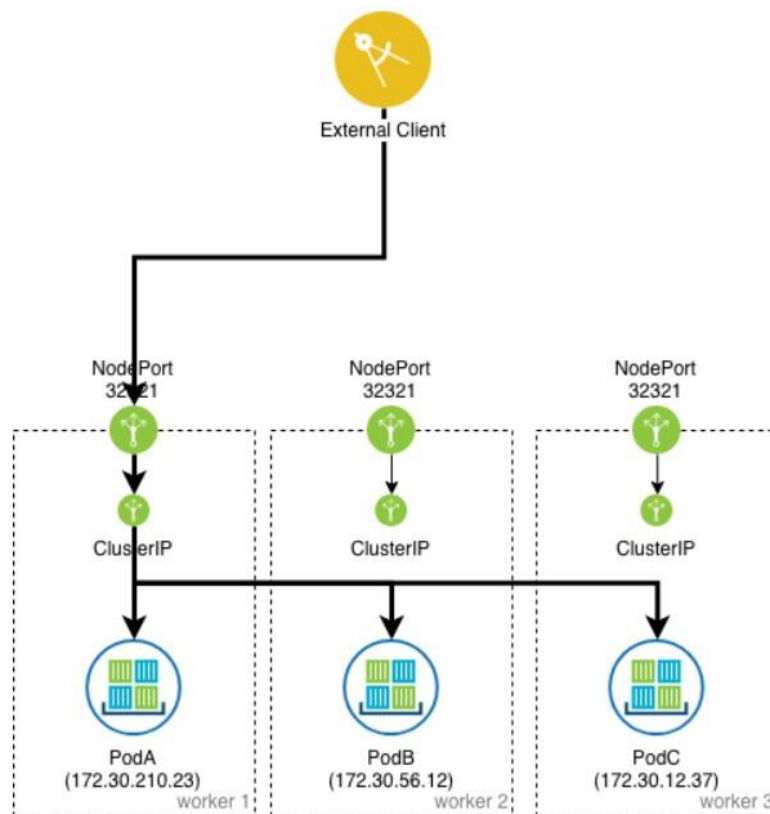 External Client
NodePort
32321
NodePort
32321
NodePort
32321
ClusterIP
ClusterIP
ClusterIP
PodA
(172.30.210.23)
worker 1
PodB
(172.30.56.12)
worker 2
PodC
(172.30.12.37)
worker 3